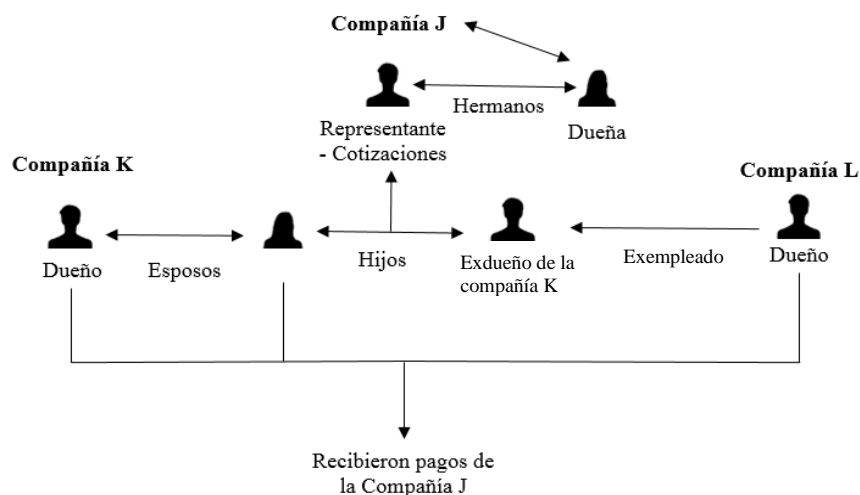 Compañía J
Hermanos
Representante
- Cotizaciones
Dueña
Compañía K
Compañía L
Dueño
Esposos
Hijos
Exdueño de la
compañía K
Exempleado
Dueño
Recibieron pagos de
la Compañía J